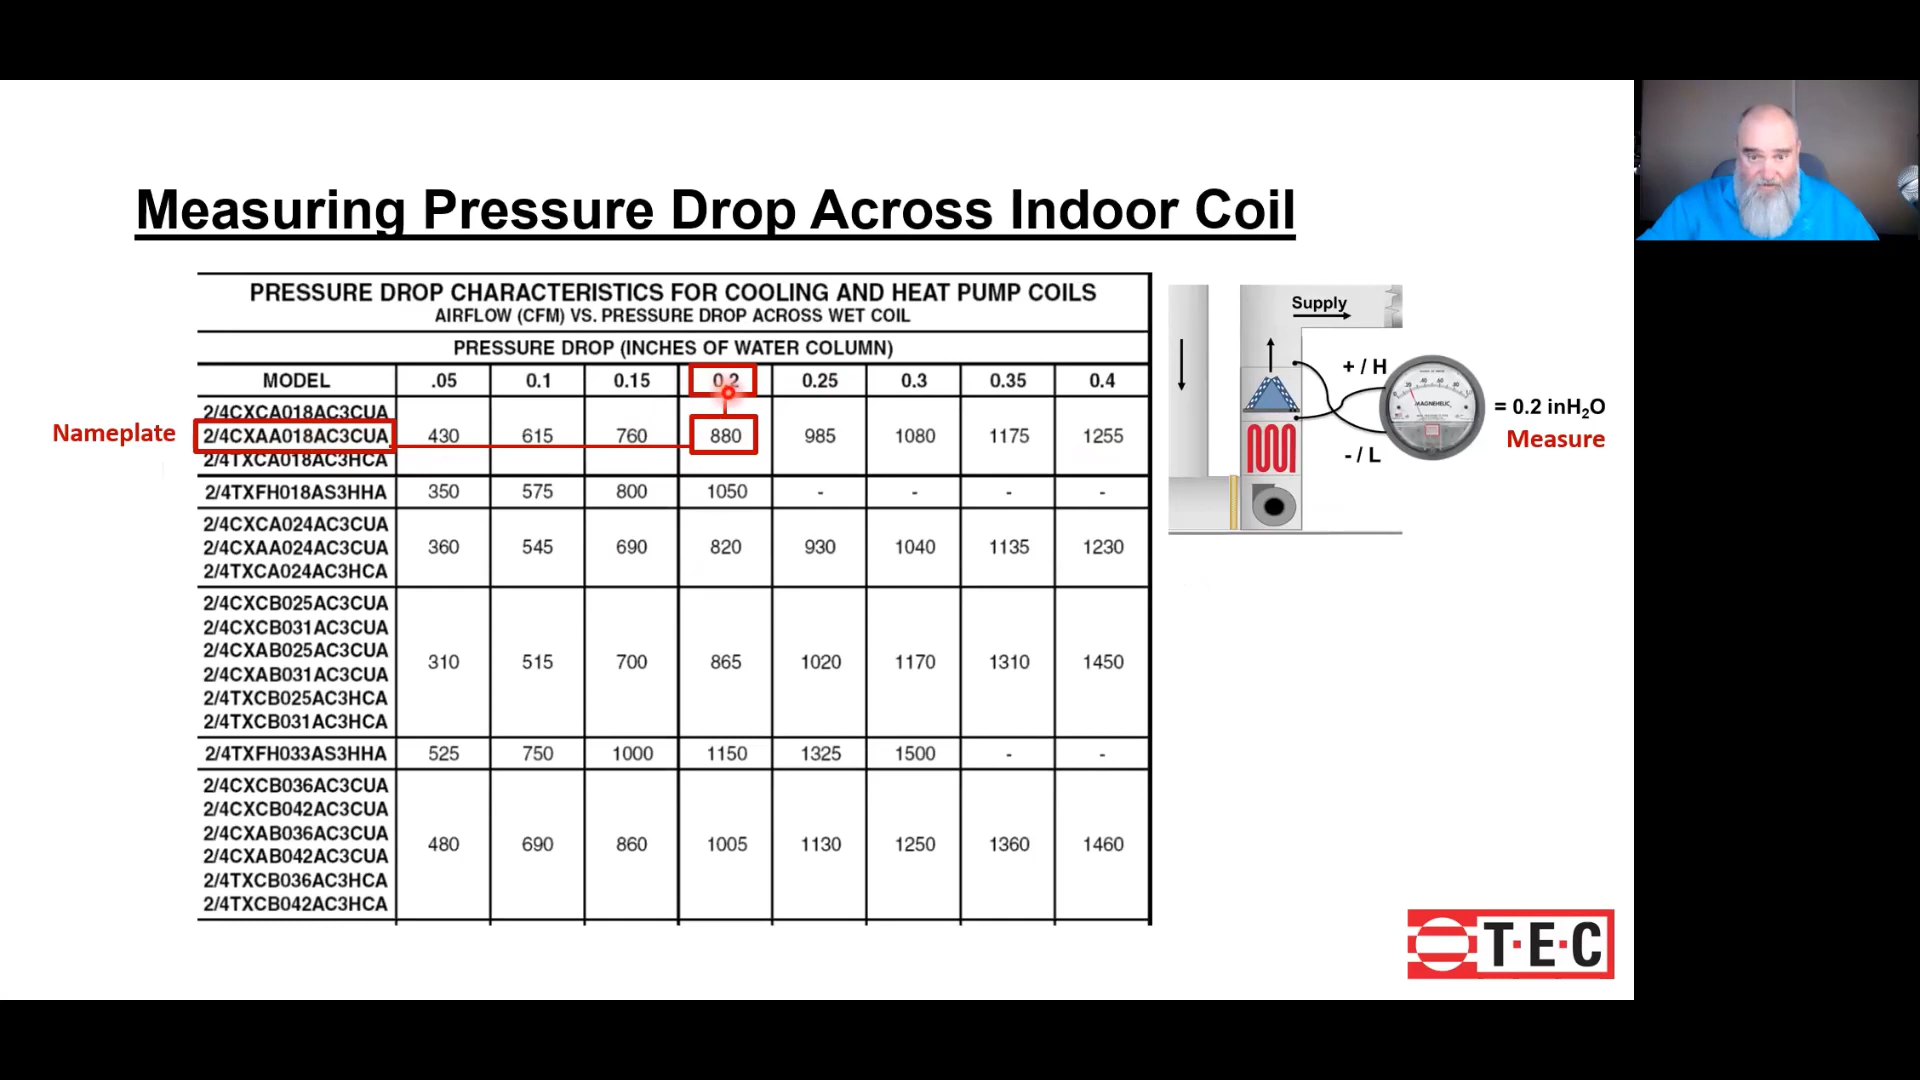 Measuring Pressure Drop Across Indoor Coil
PRESSURE DROP CHARACTERISTICS FOR COOLING AND HEAT PUMP COILS
AIRFLOW (CFM) VS. PRESSURE DROP ACROSS WET COIL
PRESSURE DROP (INCHES OF WATER COLUMN)
MODEL .05 0.1 0.15 0.2 0.25 0.3 0.35 0.4
2/4CXCA018AC3CUA
Nameplate 2/4CXAA018AC3CUA 430 615 760 880 985 1080 1175 1255
2/4TXCA018AC3HCA
2/4TXFH018AS3HHA 350 575 800 1050 - - - -
2/4CXCA024AC3CUA
2/4CXAA024AC3CUA 360 545 690 820 930 1040 1135 1230
2/4TXCA024AC3HCA
2/4CXCB025AC3CUA
2/4CXCB031AC3CUA
2/4CXAB025AC3CUA 310 515 700 865 1020 1170 1310 1450
2/4CXAB031AC3CUA
2/4TXCB025AC3HCA
2/4TXCB031AC3HCA
2/4TXFH033AS3HHA 525 750 1000 1150 1325 1500 - -
2/4CXCB036AC3CUA
2/4CXCB042AC3CUA
2/4CXAB036AC3CUA 480 690 860 1005 1130 1250 1360 1460
2/4CXAB042AC3CUA
2/4TXCB036AC3HCA
2/4TXCB042AC3HCA
Supply
+ / H
MAGNEHELIC
- / L
= 0.2 inH₂O
Measure
T·E·C